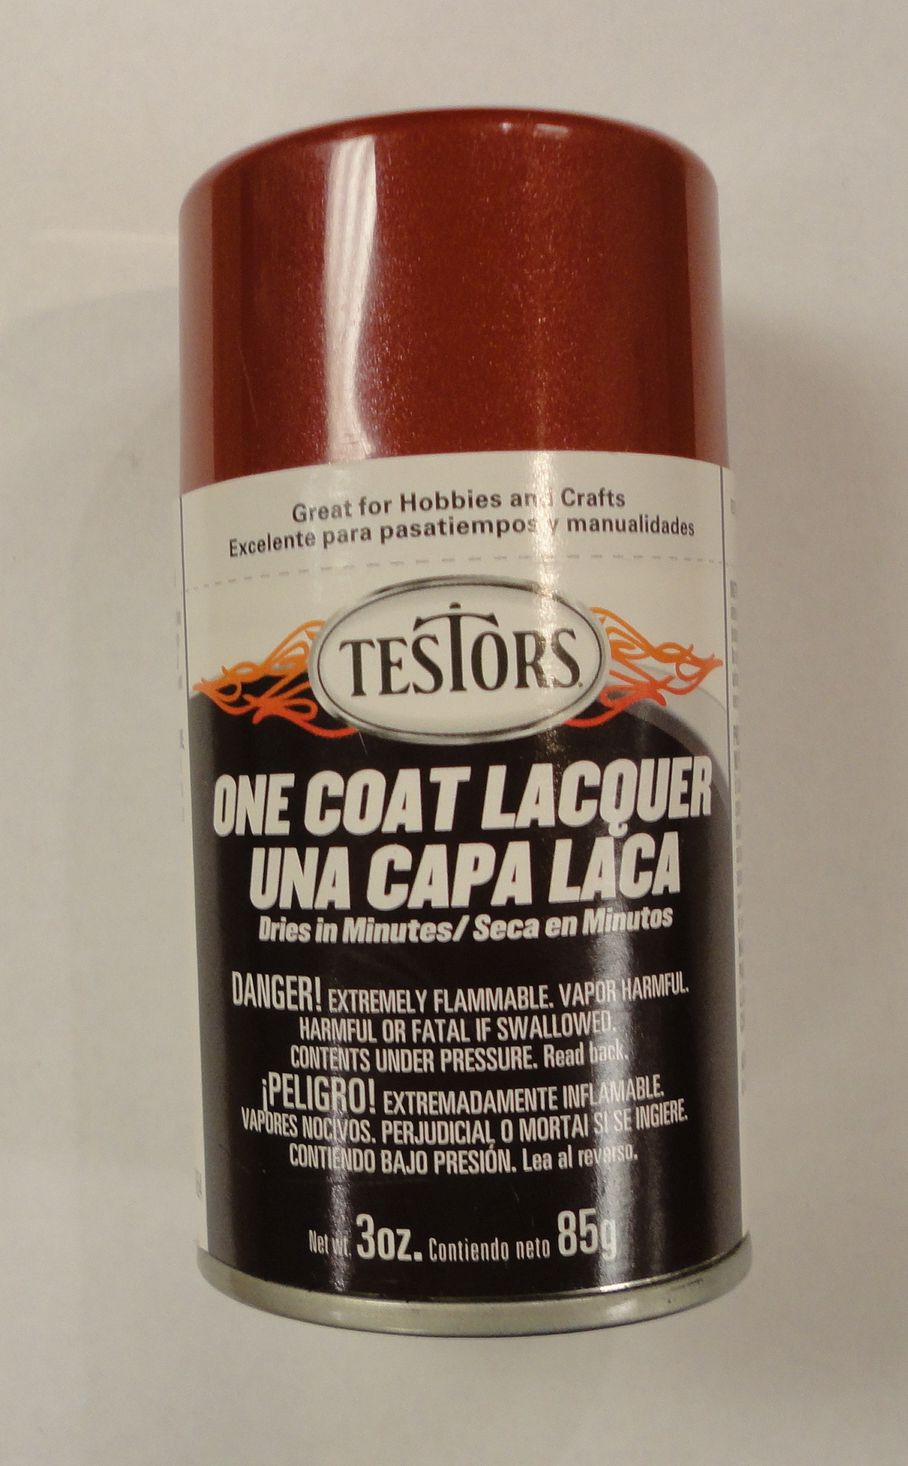 Great for Hobbies and Crafts
Excelente para pasatiempos y manualidades
TESTORS
ONE COAT LACQUER
UNA CAPA LACA
Dries in Minutes/ Seca en Minutos
DANGER! EXTREMELY FLAMMABLE. VAPOR HARMFUL.
HARMFUL OR FATAL IF SWALLOWED.
CONTENTS UNDER PRESSURE. Read back.
¡PELIGRO! EXTREMADAMENTE INFLAMABLE.
VAPORES NOCIVOS. PERJUDICIAL O MORTAl SI SE INGIERE.
CONTIENDO BAJO PRESIÓN. Lea al reverso.
Net wt. 3oz. Contiendo neto 85g